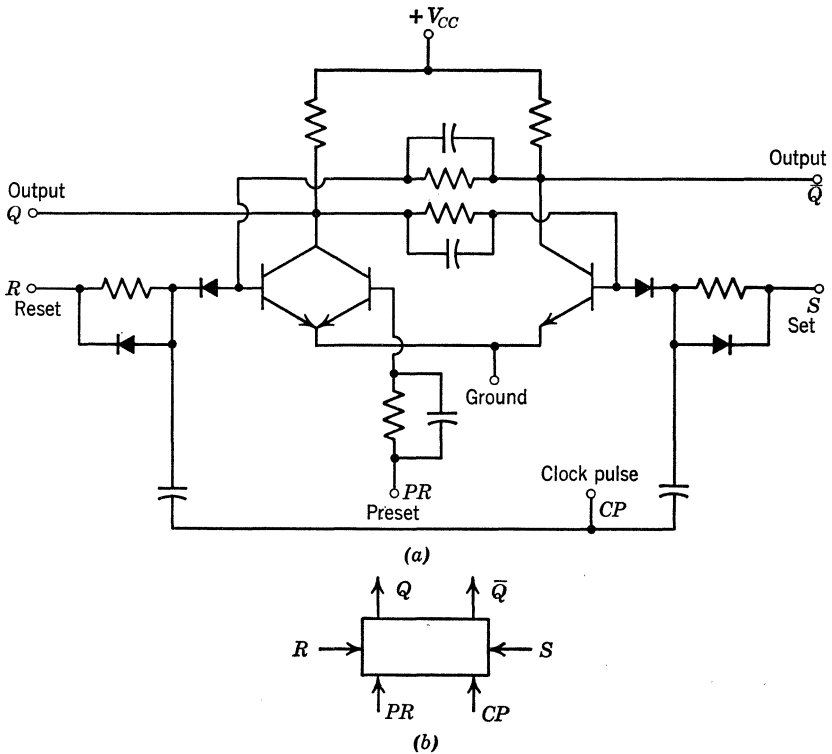 +V_CC
Output
Q
Output
Q̅
R
Reset
S
Set
Ground
Clock pulse
CP
PR
Preset
(a)
Q
Q̅
R
S
PR
CP
(b)